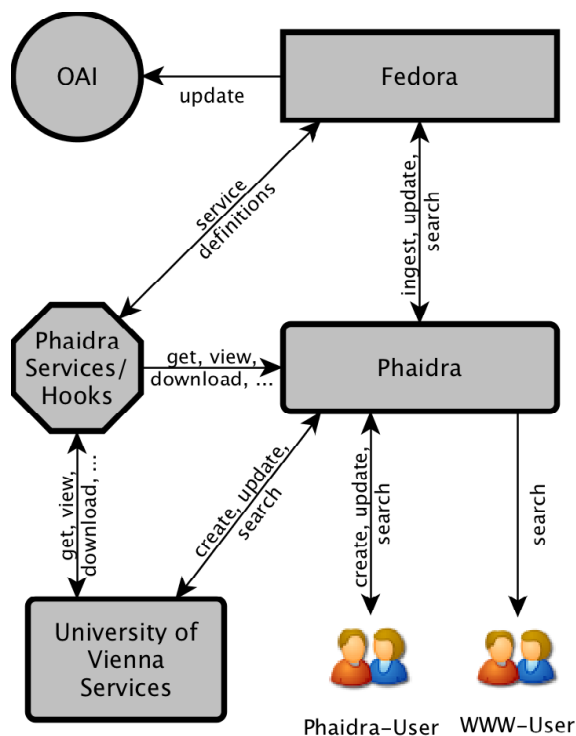 OAI
update
Fedora
service
definitions
ingest, update,
search
Phaidra
Services/
Hooks
get, view,
download, ...
Phaidra
get, view,
download, ...
create, update,
search
create, update,
search
search
University of
Vienna
Services
Phaidra-User
WWW-User